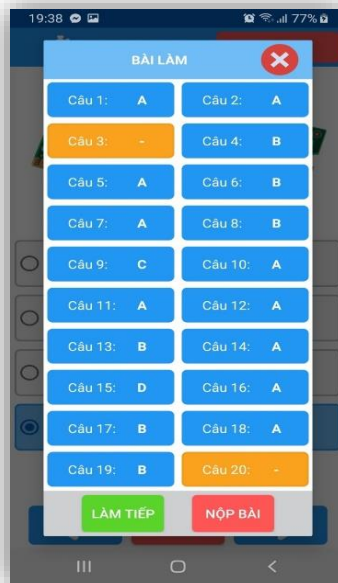 19:38 77%
BÀI LÀM
Câu 1: A Câu 2: A
Câu 3: - Câu 4: B
Câu 5: A Câu 6: B
Câu 7: A Câu 8: B
Câu 9: C Câu 10: A
Câu 11: A Câu 12: A
Câu 13: B Câu 14: A
Câu 15: D Câu 16: A
Câu 17: B Câu 18: A
Câu 19: B Câu 20: -
LÀM TIẾP NỘP BÀI